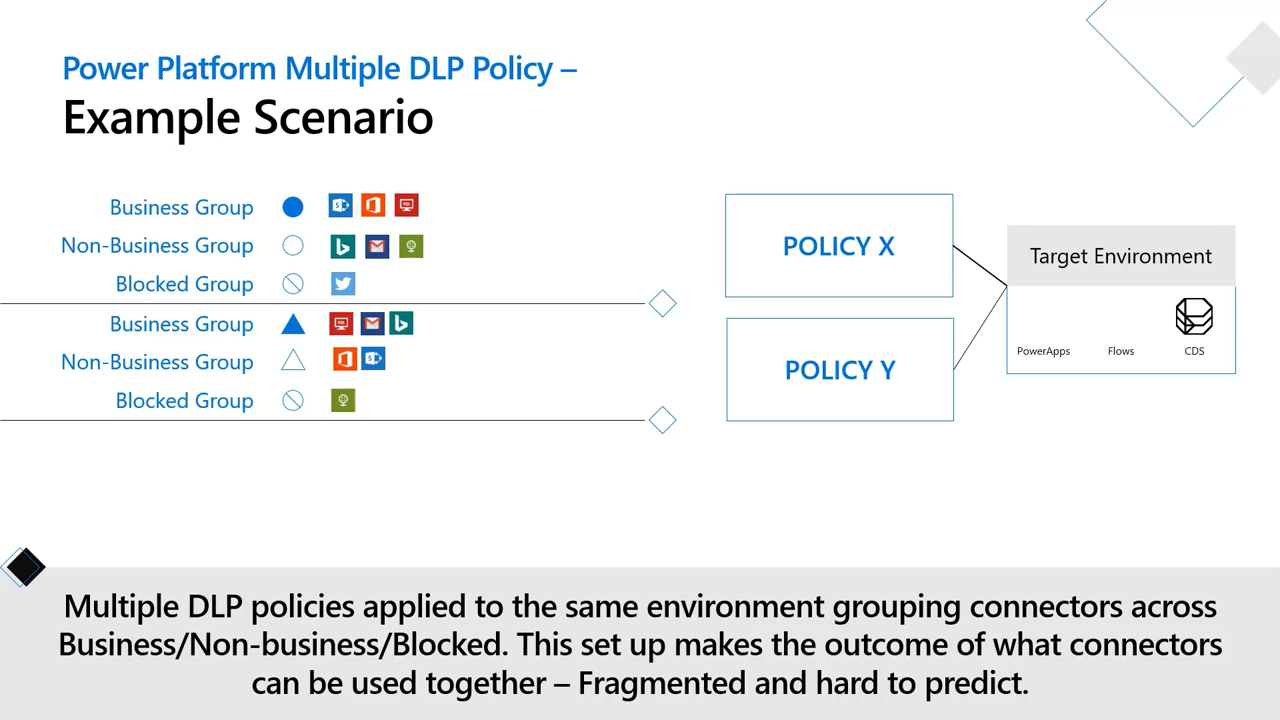 Power Platform Multiple DLP Policy –
Example Scenario
Business Group
Non-Business Group
Blocked Group
Business Group
Non-Business Group
Blocked Group
POLICY X
POLICY Y
Target Environment
PowerApps
Flows
CDS
Multiple DLP policies applied to the same environment grouping connectors across
Business/Non-business/Blocked. This set up makes the outcome of what connectors
can be used together – Fragmented and hard to predict.